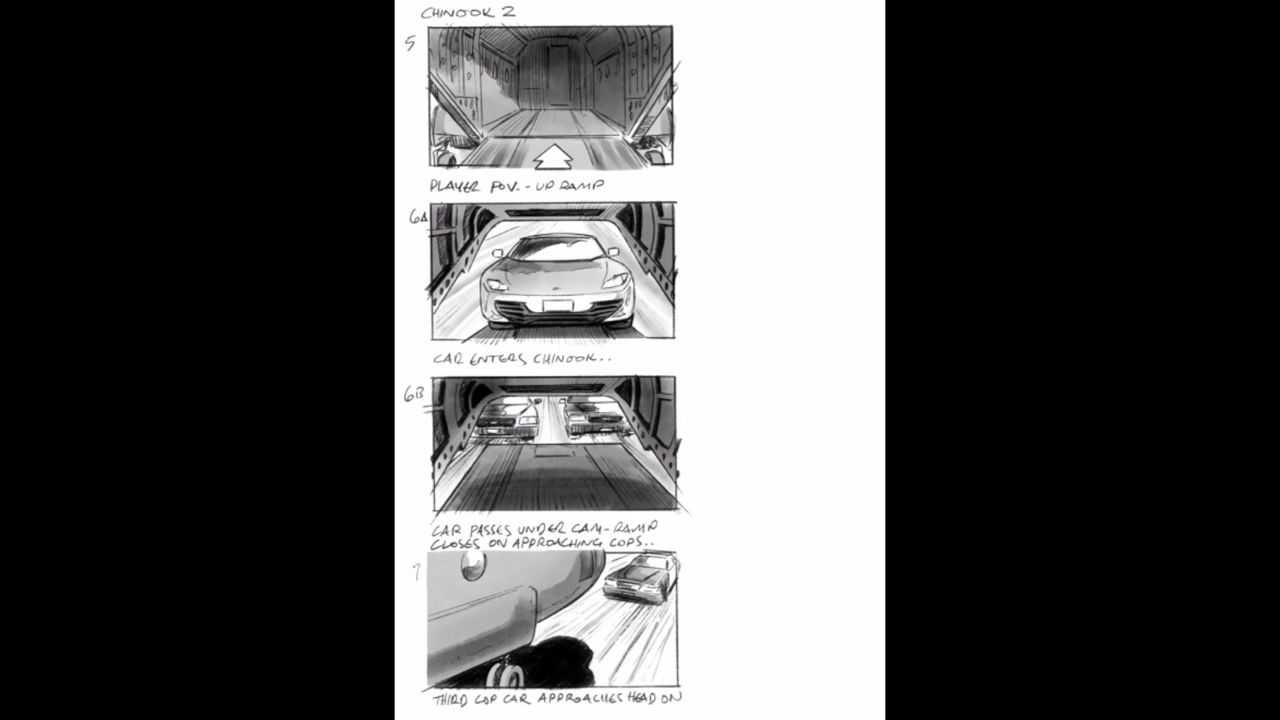 CHINOOK 2
5
PLAYER POV.- UP RAMP
6A
CAR ENTERS CHINOOK..
6B
CAR PASSES UNDER CAM-RAMP
CLOSES ON APPROACHING COPS..
7
THIRD COP CAR APPROACHES HEAD ON